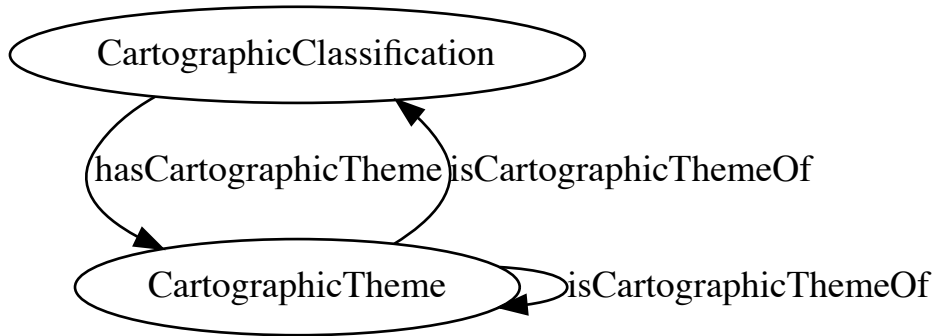 CartographicClassification
hasCartographicTheme isCartographicThemeOf
CartographicTheme isCartographicThemeOf